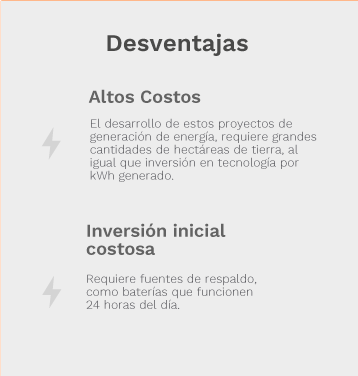 Desventajas
Altos Costos
El desarrollo de estos proyectos de
generación de energía, requiere grandes
cantidades de hectáreas de tierra, al
igual que inversión en tecnología por
kWh generado.
Inversión inicial
costosa
Requiere fuentes de respaldo,
como baterías que funcionen
24 horas del día.